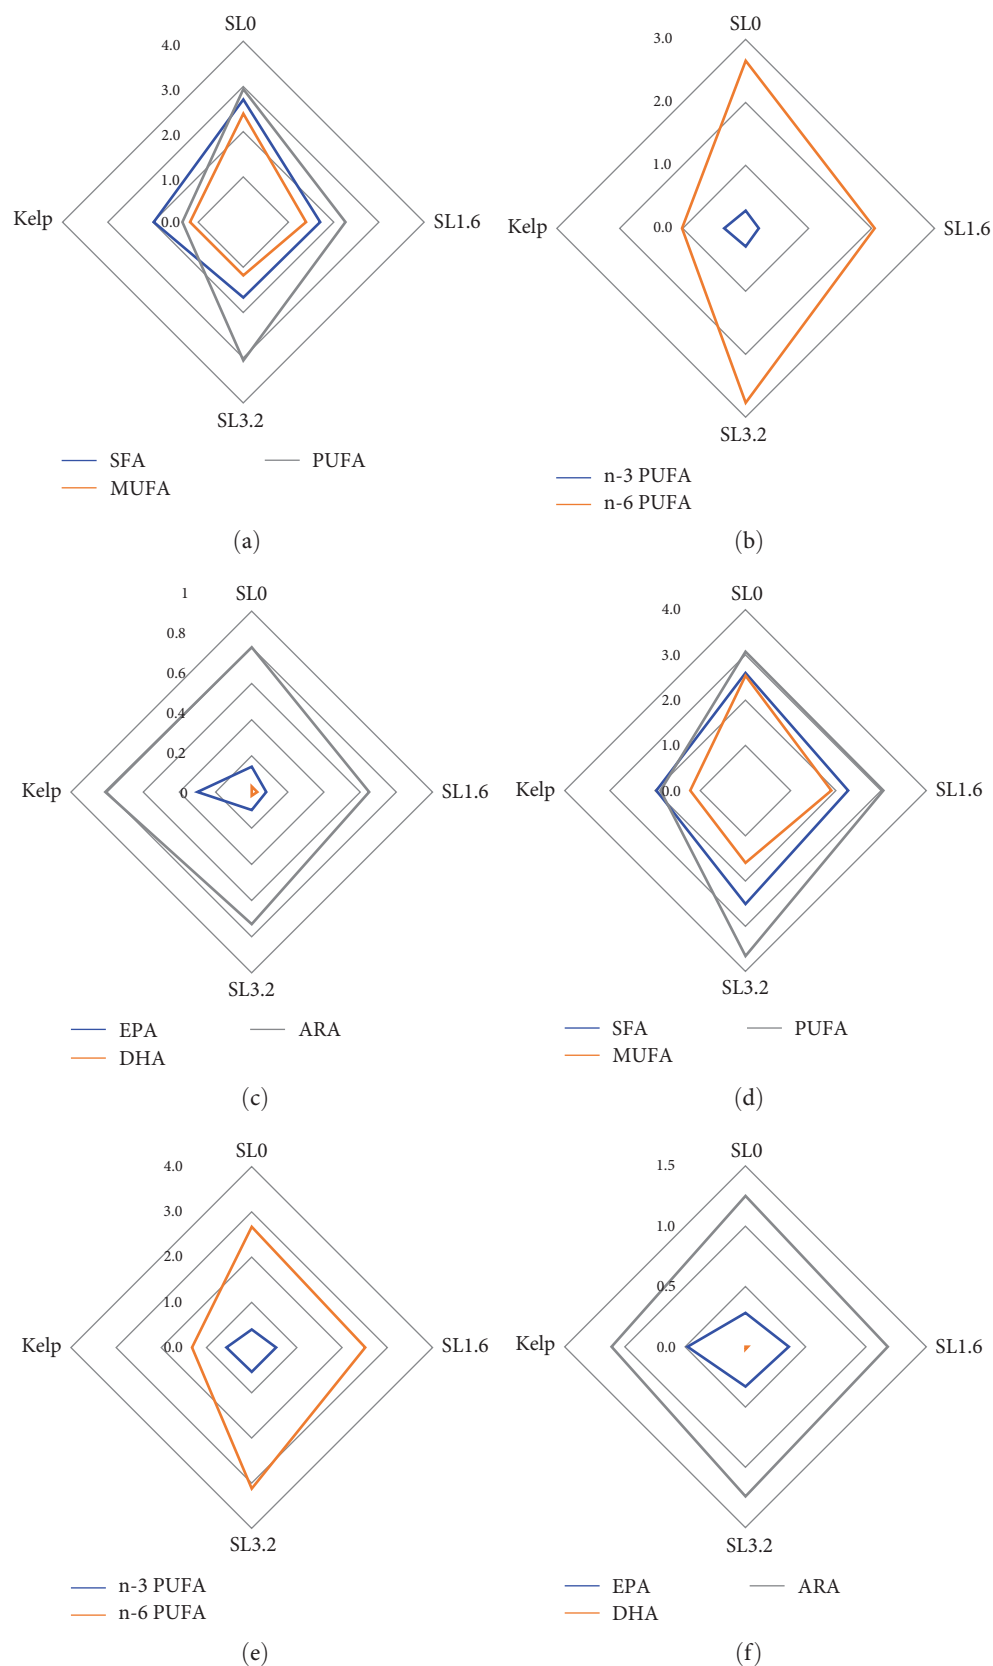 SL0
4.0
3.0
2.0
1.0
0.0
Kelp
SL1.6
SL3.2
SFA
PUFA
MUFA
(a)
SL0
3.0
2.0
1.0
0.0
Kelp
SL1.6
SL3.2
n-3 PUFA
n-6 PUFA
(b)
SL0
1
0.8
0.6
0.4
0.2
0
Kelp
SL1.6
SL3.2
EPA
ARA
DHA
(c)
SL0
4.0
3.0
2.0
1.0
0.0
Kelp
SL1.6
SL3.2
SFA
PUFA
MUFA
(d)
SL0
4.0
3.0
2.0
1.0
0.0
Kelp
SL1.6
SL3.2
n-3 PUFA
n-6 PUFA
(e)
SL0
1.5
1.0
0.5
0.0
Kelp
SL1.6
SL3.2
EPA
ARA
DHA
(f)